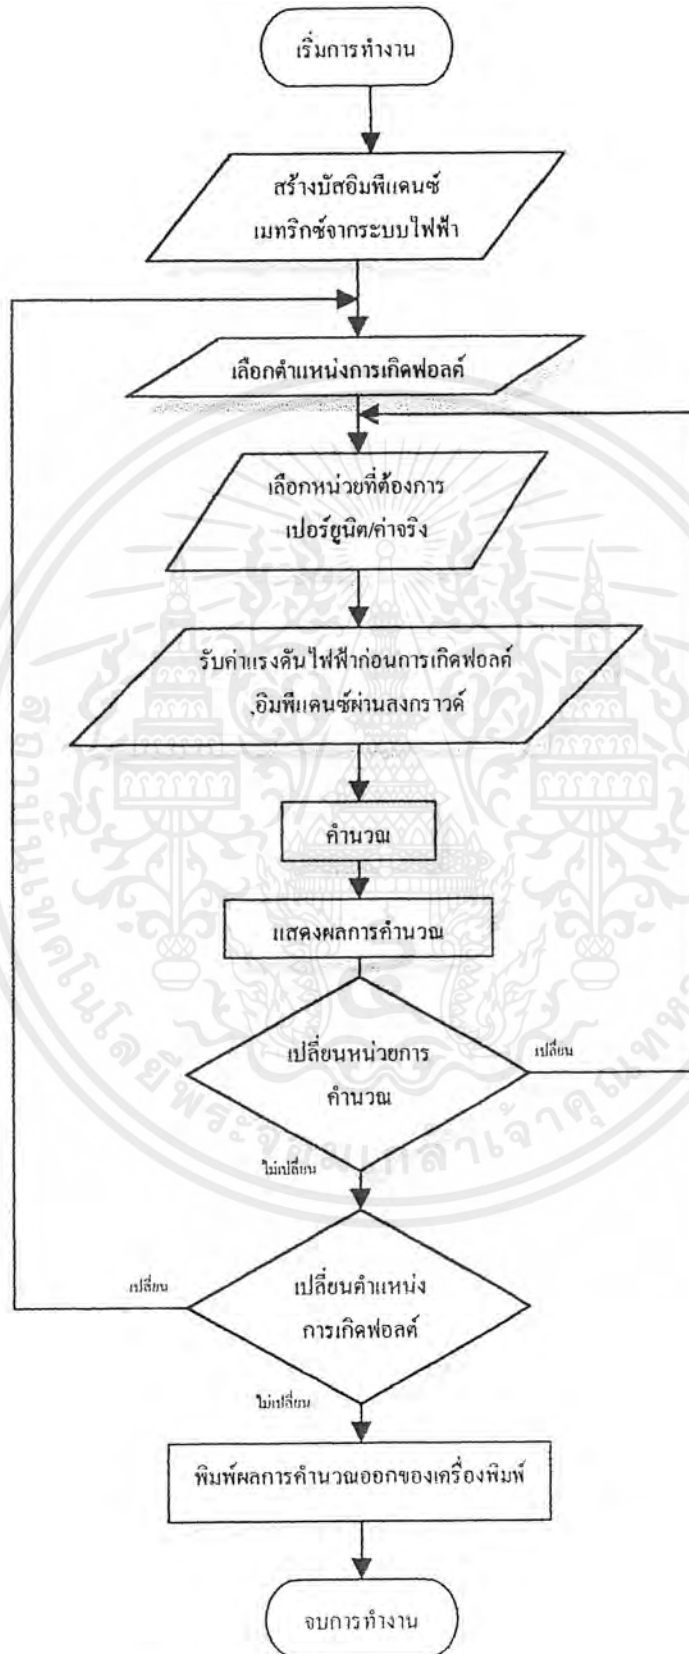 เริ่มการทำงาน
สร้างบัสอิมพีแดนซ์
เมทริกซ์จากระบบไฟฟ้า
เลือกตำแหน่งการเกิดฟอลต์
เลือกหน่วยที่ต้องการ
เปอร์ยูนิต/ค่าจริง
รับค่าแรงดันไฟฟ้าก่อนการเกิดฟอลต์
,อิมพีแดนซ์ผ่านลงกราวด์
คำนวณ
แสดงผลการคำนวณ
เปลี่ยนหน่วยการ
คำนวณ
เปลี่ยน
ไม่เปลี่ยน
เปลี่ยนตำแหน่ง
การเกิดฟอลต์
เปลี่ยน
ไม่เปลี่ยน
พิมพ์ผลการคำนวณออกของเครื่องพิมพ์
จบการทำงาน